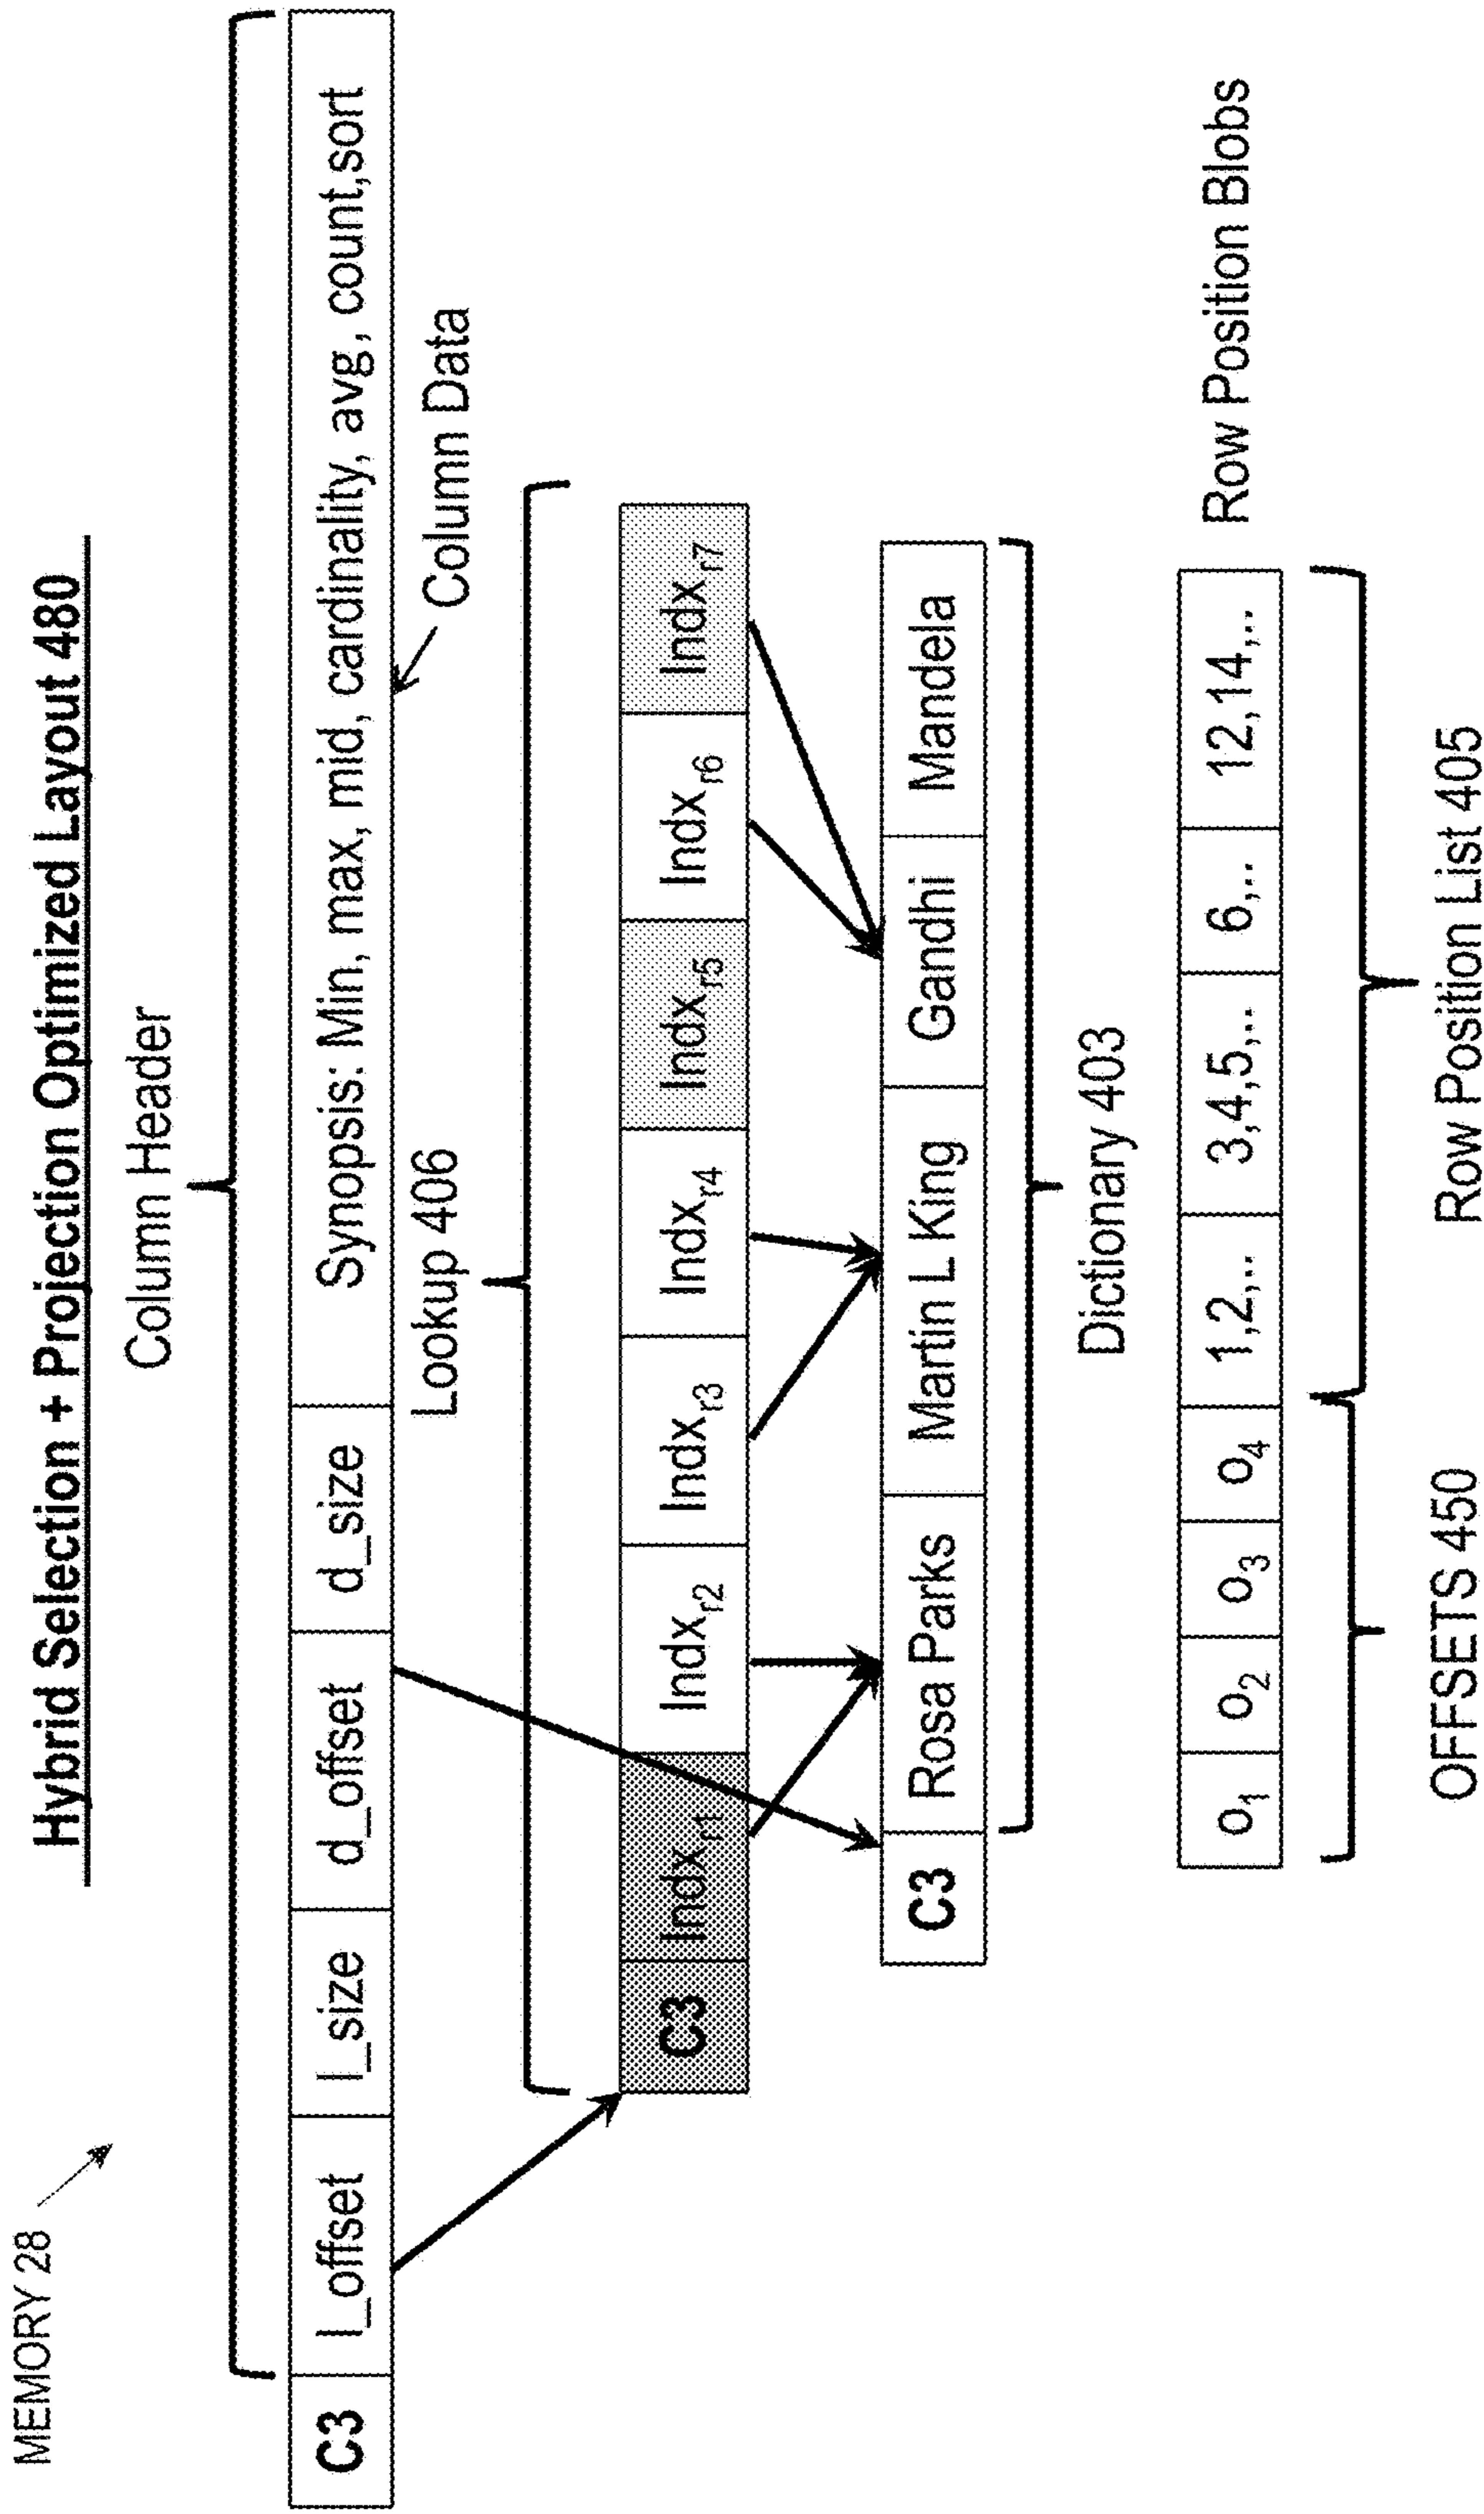 MEMORY 28
Hybrid Selection + Projection Optimized Layout 480
Column Header
C3 l_offset l_size d_offset d_size Synopsis: Min, max, mid, cardinality, avg, count,sort
Lookup 406
Column Data
C3 Indxr1 Indxr2 Indxr3 Indxr4 Indxr5 Indxr6 Indxr7
C3 Rosa Parks Martin L King Gandhi Mandela
Dictionary 403
o1 o2 o3 o4 1,2,.. 3,4,5,.. 6,.. 12,14,..
Row Position Blobs
OFFSETS 450
Row Position List 405